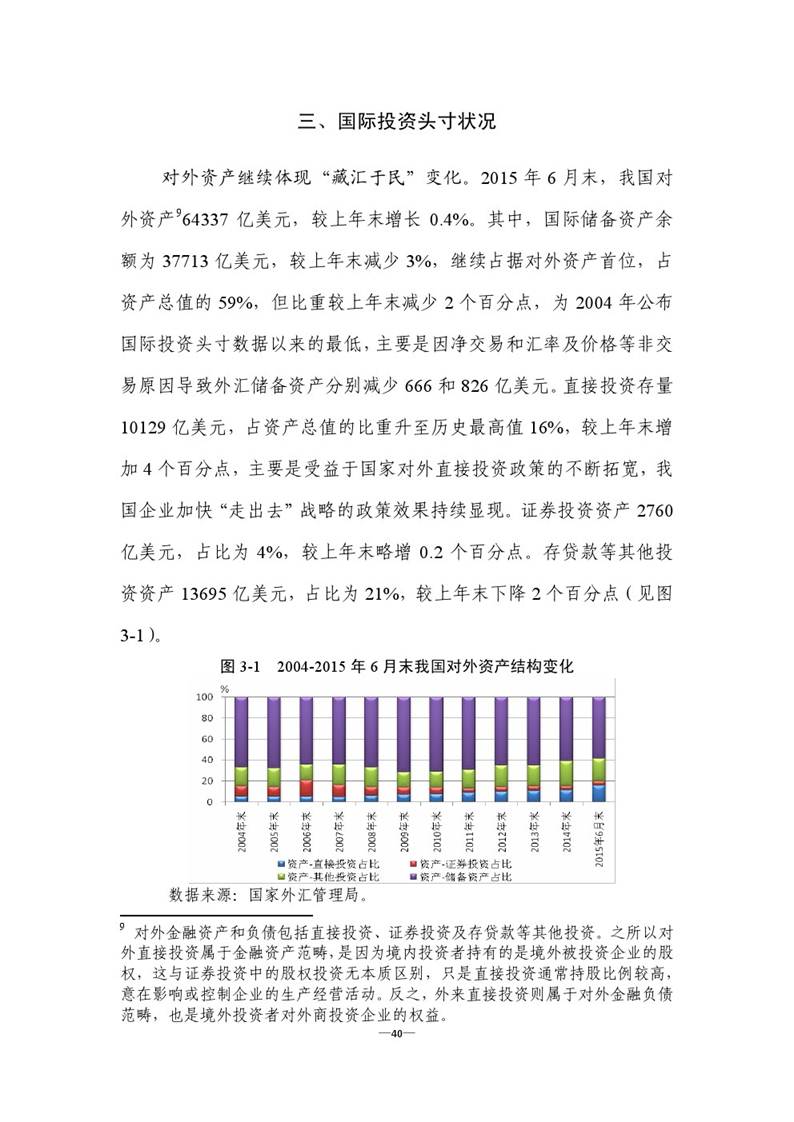 三、国际投资头寸状况
对外资产继续体现“藏汇于民”变化。2015 年 6 月末，我国对
外资产⁹64337 亿美元，较上年末增长 0.4%。其中，国际储备资产余
额为 37713 亿美元，较上年末减少 3%，继续占据对外资产首位，占
资产总值的 59%，但比重较上年末减少 2 个百分点，为 2004 年公布
国际投资头寸数据以来的最低，主要是因净交易和汇率及价格等非交
易原因导致外汇储备资产分别减少 666 和 826 亿美元。直接投资存量
10129 亿美元，占资产总值的比重升至历史最高值 16%，较上年末增
加 4 个百分点，主要是受益于国家对外直接投资政策的不断拓宽，我
国企业加快“走出去”战略的政策效果持续显现。证券投资资产 2760
亿美元，占比为 4%，较上年末略增 0.2 个百分点。存贷款等其他投
资资产 13695 亿美元，占比为 21%，较上年末下降 2 个百分点（见图
3-1）。
图 3-1 2004-2015 年 6 月末我国对外资产结构变化
%
100
80
60
40
20
0
2004年末
2005年末
2006年末
2007年末
2008年末
2009年末
2010年末
2011年末
2012年末
2013年末
2014年末
2015年6月末
资产-直接投资占比
资产-证券投资占比
资产-其他投资占比
资产-储备资产占比
数据来源：国家外汇管理局。
⁹ 对外金融资产和负债包括直接投资、证券投资及存贷款等其他投资。之所以对
外直接投资属于金融资产范畴，是因为境内投资者持有的是境外被投资企业的股
权，这与证券投资中的股权投资无本质区别，只是直接投资通常持股比例较高，
意在影响或控制企业的生产经营活动。反之，外来直接投资则属于对外金融负债
范畴，也是境外投资者对外商投资企业的权益。
—40—